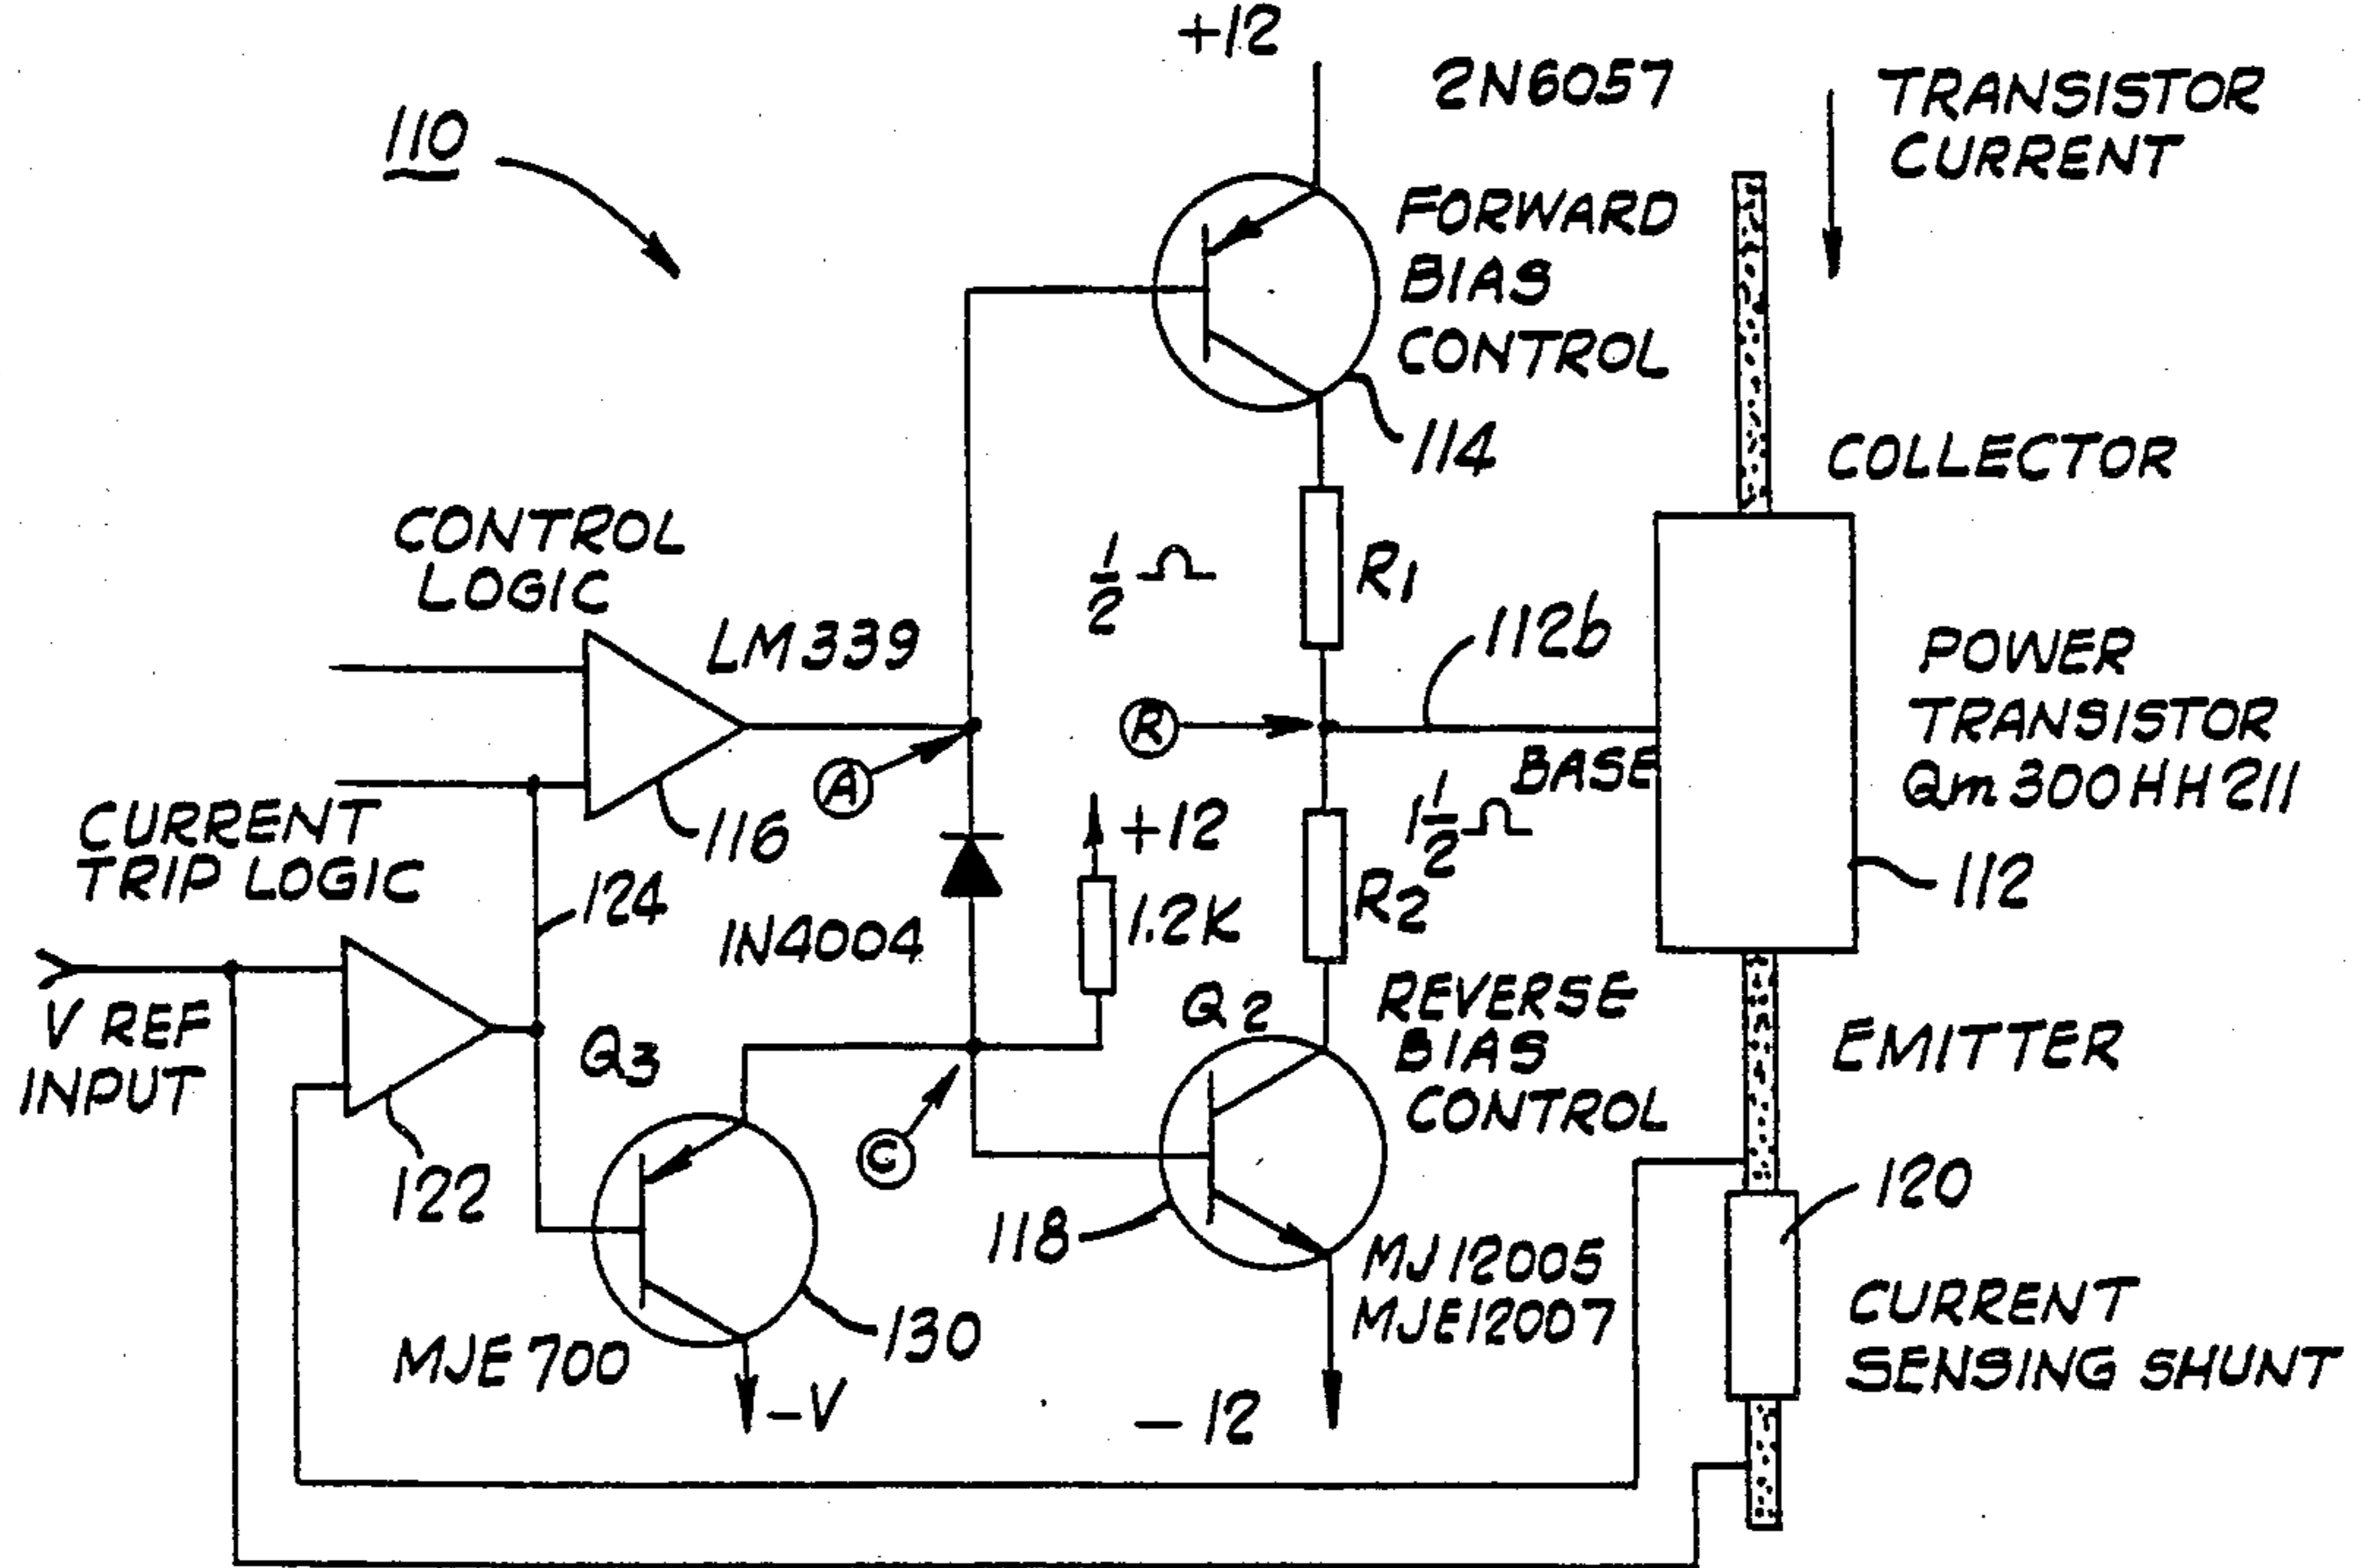 +12
2N6057
TRANSISTOR
CURRENT
110
FORWARD
BIAS
CONTROL
114
COLLECTOR
CONTROL
LOGIC
LM339
1/2 Ω
R1
112b
POWER
TRANSISTOR
Qm300HH211
R
BASE
A
116
CURRENT
TRIP LOGIC
+12
1 1/2 Ω
112
124
1N4004
1.2K
R2
V REF
INPUT
Q3
Q2
REVERSE
BIAS
CONTROL
EMITTER
C
122
118
120
MJ12005
MJE12007
130
MJE700
-V
-12
CURRENT
SENSING SHUNT